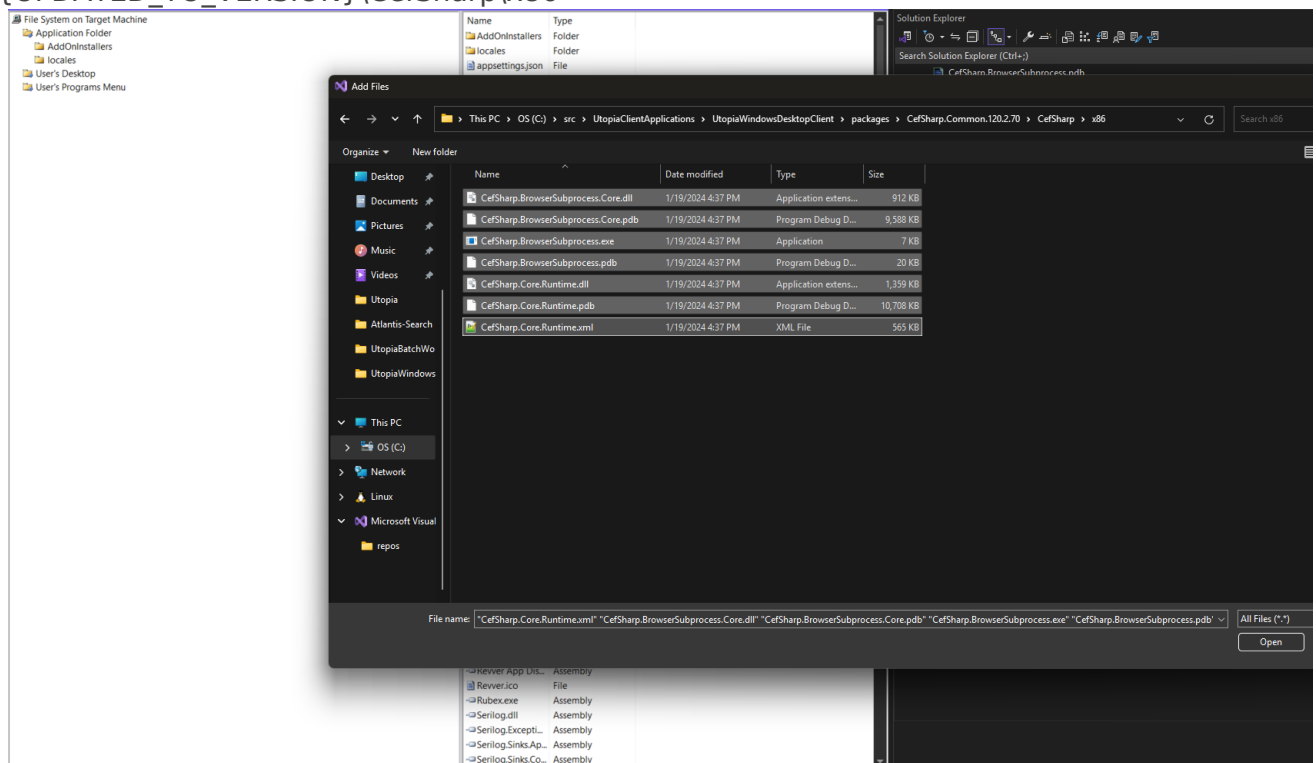 File System on Target Machine
Application Folder
AddOnInstallers
locales
User's Desktop
User's Programs Menu
Name Type
AddOnInstallers Folder
locales Folder
appsettings.json File
Solution Explorer
Search Solution Explorer (Ctrl+;)
CefSharp.BrowserSubprocess.pdb
Add Files
This PC > OS (C:) > src > UtopiaClientApplications > UtopiaWindowsDesktopClient > packages > CefSharp.Common.120.2.70 > CefSharp > x86
Search x86
Organize New folder
Desktop
Documents
Pictures
Music
Videos
Utopia
Atlantis-Search
UtopiaBatchWo
UtopiaWindows
This PC
OS (C:)
Network
Linux
Microsoft Visual
repos
Name Date modified Type Size
CefSharp.BrowserSubprocess.Core.dll 1/19/2024 4:37 PM Application extens... 912 KB
CefSharp.BrowserSubprocess.Core.pdb 1/19/2024 4:37 PM Program Debug D... 9,588 KB
CefSharp.BrowserSubprocess.exe 1/19/2024 4:37 PM Application 7 KB
CefSharp.BrowserSubprocess.pdb 1/19/2024 4:37 PM Program Debug D... 20 KB
CefSharp.Core.Runtime.dll 1/19/2024 4:37 PM Application extens... 1,359 KB
CefSharp.Core.Runtime.pdb 1/19/2024 4:37 PM Program Debug D... 10,708 KB
CefSharp.Core.Runtime.xml 1/19/2024 4:37 PM XML File 565 KB
File name: "CefSharp.Core.Runtime.xml" "CefSharp.BrowserSubprocess.Core.dll" "CefSharp.BrowserSubprocess.Core.pdb" "CefSharp.BrowserSubprocess.exe" "CefSharp.BrowserSubprocess.pdb" All Files (*.*)
Open
Revver App Dis... Assembly
Revver.ico File
Rubex.exe Assembly
Serilog.dll Assembly
Serilog.Excepti... Assembly
Serilog.Sinks.Ap... Assembly
Serilog.Sinks.Co... Assembly